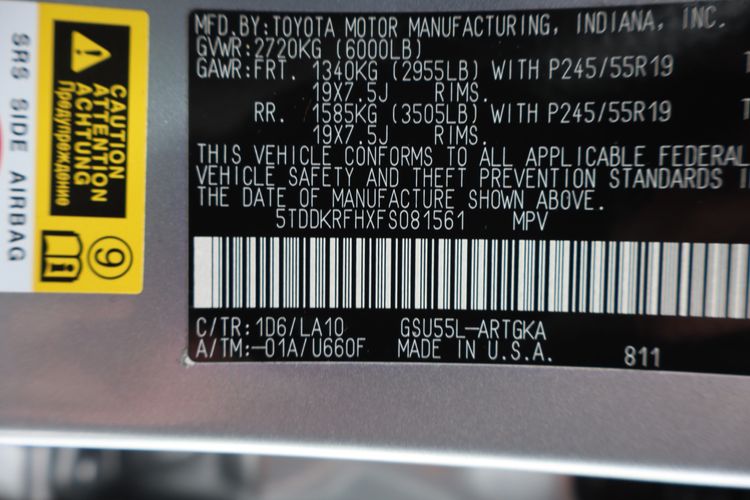 MFD.BY:TOYOTA MOTOR MANUFACTURING, INDIANA, INC.
GVWR:2720KG (6000LB)
GAWR:FRT. 1340KG (2955LB) WITH P245/55R19
19X7.5J RIMS.
RR. 1585KG (3505LB) WITH P245/55R19
19X7.5J RIMS.
THIS VEHICLE CONFORMS TO ALL APPLICABLE FEDERAL
VEHICLE SAFETY AND THEFT PREVENTION STANDARDS I
THE DATE OF MANUFACTURE SHOWN ABOVE.
5TDDKRFHXFS081561 MPV
C/TR:1D6/LA10 GSU55L-ARTGKA
A/TM:-01A/U660F MADE IN U.S.A. 811
CAUTION
ATTENTION
ACHTUNG
Предупреждение
9
SRS SIDE AIRBAG